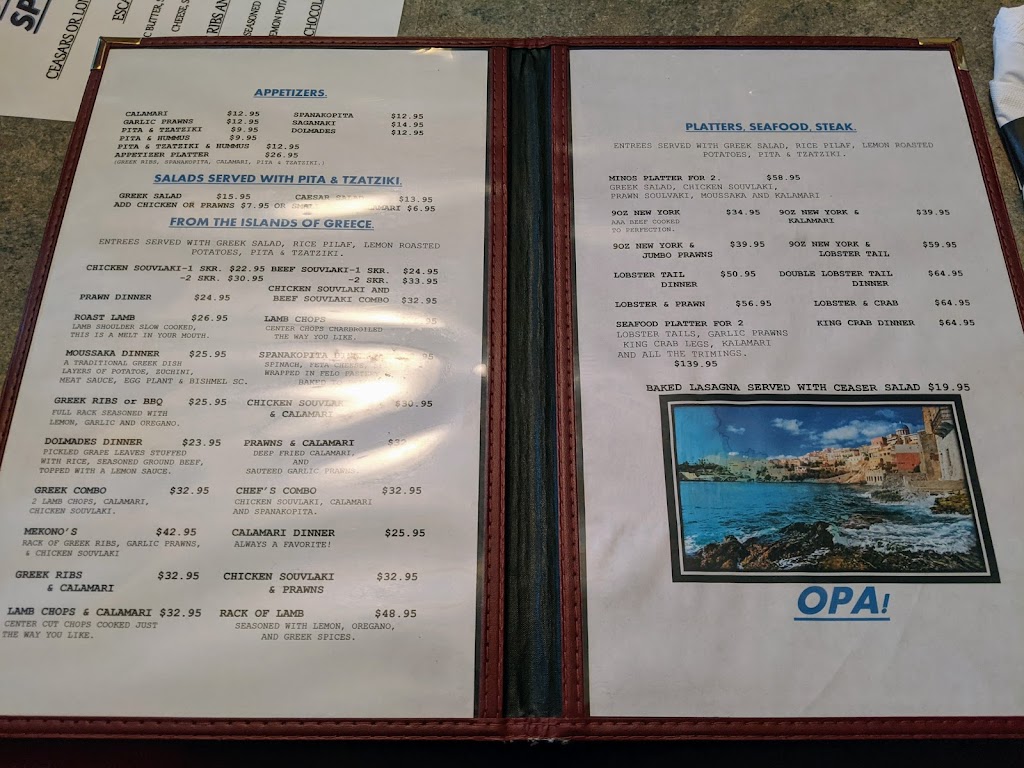 SP
CEASARS OR
ESCA
C BUTTER, S
CHEESE, S
RIBS AN
SEASONED
EMON POTA
CHOCOL
APPETIZERS.
CALAMARI $12.95 SPANAKOPITA $12.95
GARLIC PRAWNS $12.95 SAGANAKI $14.95
PITA & TZATZIKI $9.95 DOLMADES $12.95
PITA & HUMMUS $9.95
PITA & TZATZIKI & HUMMUS $12.95
APPETIZER PLATTER $26.95
(GREEK RIBS, SPANAKOPITA, CALAMARI, PITA & TZATZIKI.)
SALADS SERVED WITH PITA & TZATZIKI.
GREEK SALAD $15.95 CAESAR SALAD $13.95
ADD CHICKEN OR PRAWNS $7.95 OR AMARI $6.95
FROM THE ISLANDS OF GREECE.
ENTREES SERVED WITH GREEK SALAD, RICE PILAF, LEMON ROASTED
POTATOES, PITA & TZATZIKI.
CHICKEN SOUVLAKI-1 SKR. $22.95 BEEF SOUVLAKI-1 SKR. $24.95
-2 SKR. $30.95 -2 SKR. $33.95
CHICKEN SOUVLAKI AND
PRAWN DINNER $24.95 BEEF SOUVLAKI COMBO $32.95
ROAST LAMB $26.95 LAMB CHOPS
LAMB SHOULDER SLOW COOKED, CENTER CHOPS CHARBROILED
THIS IS A MELT IN YOUR MOUTH. THE WAY YOU LIKE.
MOUSSAKA DINNER $25.95 SPANAKOPITA
A TRADITIONAL GREEK DISH SPINACH, FETA CHEESE,
LAYERS OF POTATOE, ZUCHINI, WRAPPED IN FELO
MEAT SAUCE, EGG PLANT & BISHMEL SC. BAKED
GREEK RIBS or BBQ $25.95 CHICKEN SOUVLAKI $30.95
FULL RACK SEASONED WITH & CALAMARI
LEMON, GARLIC AND OREGANO.
DOLMADES DINNER $23.95 PRAWNS & CALAMARI
PICKLED GRAPE LEAVES STUFFED DEEP FRIED CALAMARI,
WITH RICE, SEASONED GROUND BEEF, AND
TOPPED WITH A LEMON SAUCE. SAUTEED GARLIC PRAWNS.
GREEK COMBO $32.95 CHEF'S COMBO $32.95
2 LAMB CHOPS, CALAMARI, CHICKEN SOUVLAKI, CALAMARI
CHICKEN SOUVLAKI. AND SPANAKOPITA.
MEKONO'S $42.95 CALAMARI DINNER $25.95
RACK OF GREEK RIBS, GARLIC PRAWNS, ALWAYS A FAVORITE!
& CHICKEN SOUVLAKI
GREEK RIBS $32.95 CHICKEN SOUVLAKI $32.95
& CALAMARI & PRAWNS
LAMB CHOPS & CALAMARI $32.95 RACK OF LAMB $48.95
CENTER CUT CHOPS COOKED JUST SEASONED WITH LEMON, OREGANO,
THE WAY YOU LIKE. AND GREEK SPICES.
PLATTERS, SEAFOOD, STEAK.
ENTREES SERVED WITH GREEK SALAD, RICE PILAF, LEMON ROASTED
POTATOES, PITA & TZATZIKI.
MINOS PLATTER FOR 2. $58.95
GREEK SALAD, CHICKEN SOUVLAKI,
PRAWN SOULVAKI, MOUSSAKA AND KALAMARI
9OZ NEW YORK $34.95 9OZ NEW YORK & $39.95
AAA BEEF COOKED KALAMARI
TO PERFECTION.
9OZ NEW YORK & $39.95 9OZ NEW YORK & $59.95
JUMBO PRAWNS LOBSTER TAIL
LOBSTER TAIL $50.95 DOUBLE LOBSTER TAIL $64.95
DINNER DINNER
LOBSTER & PRAWN $56.95 LOBSTER & CRAB $64.95
SEAFOOD PLATTER FOR 2 KING CRAB DINNER $64.95
LOBSTER TAILS, GARLIC PRAWNS
KING CRAB LEGS, KALAMARI
AND ALL THE TRIMINGS.
$139.95
BAKED LASAGNA SERVED WITH CEASER SALAD $19.95
OPA!